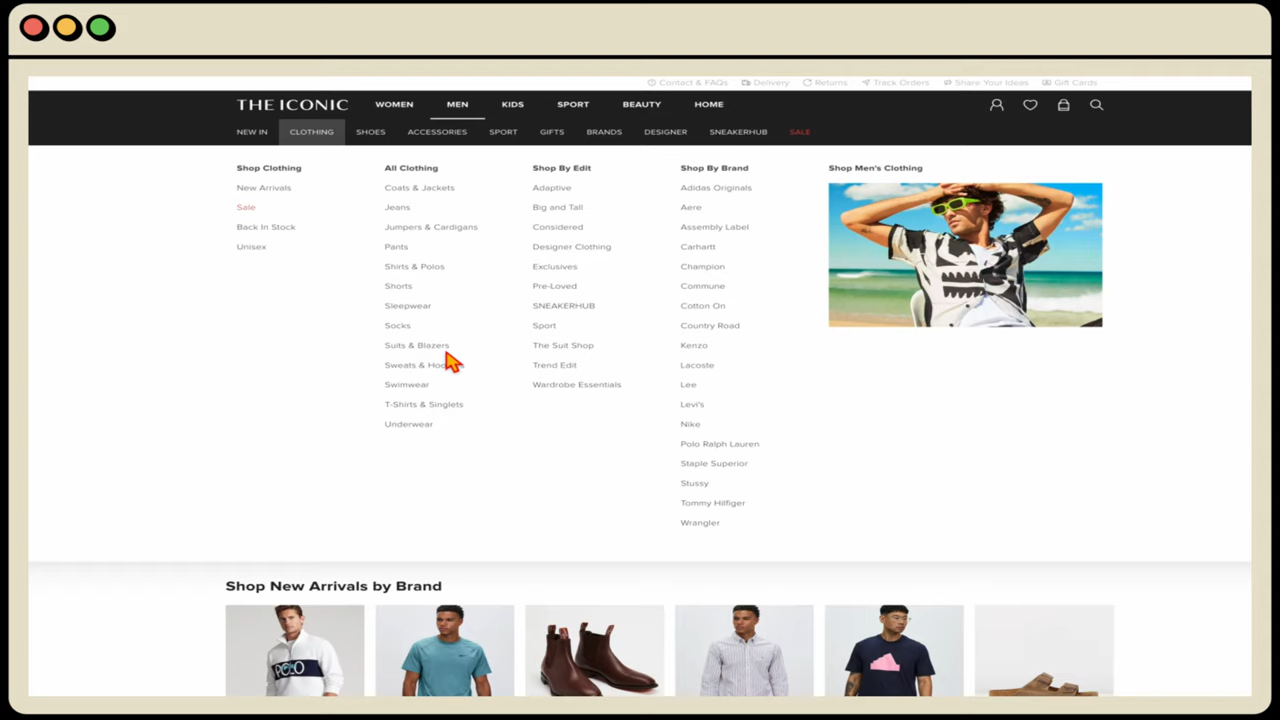 Contact & FAQs Delivery Returns Track Orders Share Your Ideas Gift Cards
THE ICONIC WOMEN MEN KIDS SPORT BEAUTY HOME
NEW IN CLOTHING SHOES ACCESSORIES SPORT GIFTS BRANDS DESIGNER SNEAKERHUB SALE
Shop Clothing
New Arrivals
Sale
Back In Stock
Unisex
All Clothing
Coats & Jackets
Jeans
Jumpers & Cardigans
Pants
Shirts & Polos
Shorts
Sleepwear
Socks
Suits & Blazers
Sweats &
Swimwear
T-Shirts & Singlets
Underwear
Shop By Edit
Adaptive
Big and Tall
Considered
Designer Clothing
Exclusives
Pre-Loved
SNEAKERHUB
Sport
The Suit Shop
Trend Edit
Wardrobe Essentials
Shop By Brand
Adidas Originals
Aere
Assembly Label
Carhartt
Champion
Commune
Cotton On
Country Road
Kenzo
Lacoste
Lee
Levi's
Nike
Polo Ralph Lauren
Staple Superior
Stussy
Tommy Hilfiger
Wrangler
Shop Men's Clothing
Shop New Arrivals by Brand
POLO